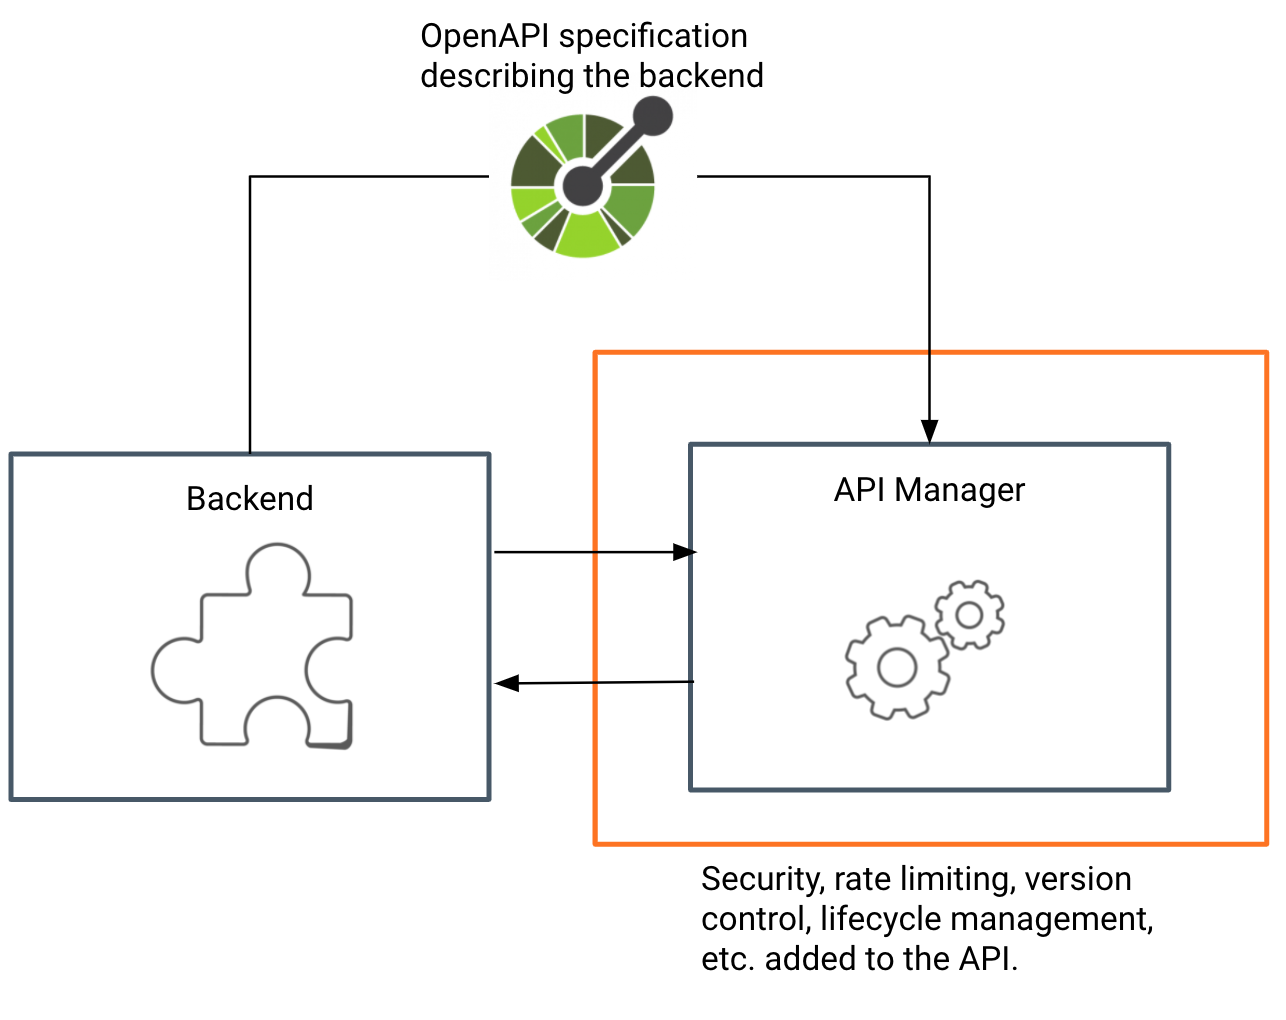 OpenAPI specification
describing the backend
Backend
API Manager
Security, rate limiting, version
control, lifecycle management,
etc. added to the API.